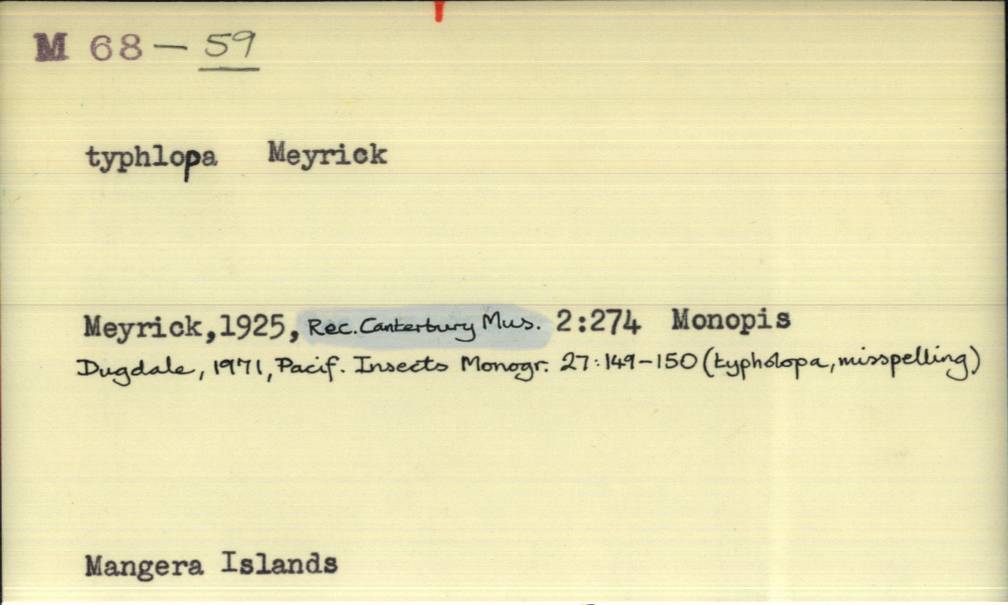 M 68 – 59
typhlopa Meyrick
Meyrick,1925, Rec. Canterbury Mus. 2:274 Monopis
Dugdale, 1971, Pacif. Insects Monogr. 27:149–150 (typholopa, misspelling)
Mangera Islands